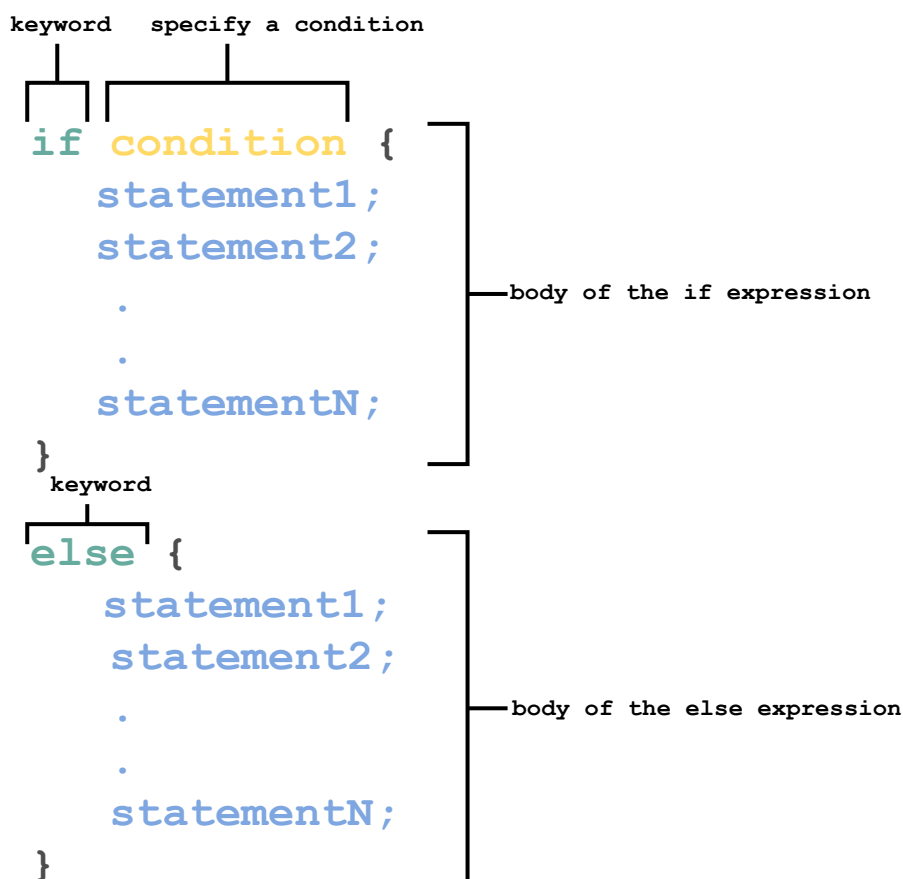 keyword specify a condition
if condition {
statement1;
statement2;
.
.
statementN;
}
body of the if expression
keyword
else {
statement1;
statement2;
.
.
statementN;
}
body of the else expression